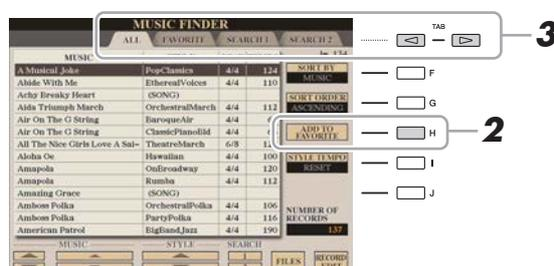 MUSIC FINDER
TAB
ALL FAVORITE SEARCH 1 SEARCH 2
3
MUSIC
A Musical Joke PopClassics 4/4 124
SORT BY
MUSIC
F
Abide With Me EtherealVoices 4/4 110
Achy Breaky Heart (SONG)
SORT ORDER
ASCENDING
G
Aida Triumph March OrchestralMarch 4/4 112
Air On The G String BaroqueAir 4/4
Air On The G String ClassicPianoBld 4/4
ADD TO
FAVORITE
H
2
All The Nice Girls Love A Sai~ TheatreMarch 6/8
Aloha Oe Hawaiian 4/4 100
STYLE TEMPO
RESET
I
Amapola OnBroadway 4/4 120
Amapola Rumba 4/4 112
J
Amazing Grace (SONG)
Amboss Polka OrchestralPolka 4/4 106
Amboss Polka PartyPolka 4/4 116
NUMBER OF
RECORDS
American Patrol BigBandJazz 4/4 190
137
MUSIC STYLE SEARCH
1
FILES
RECORD